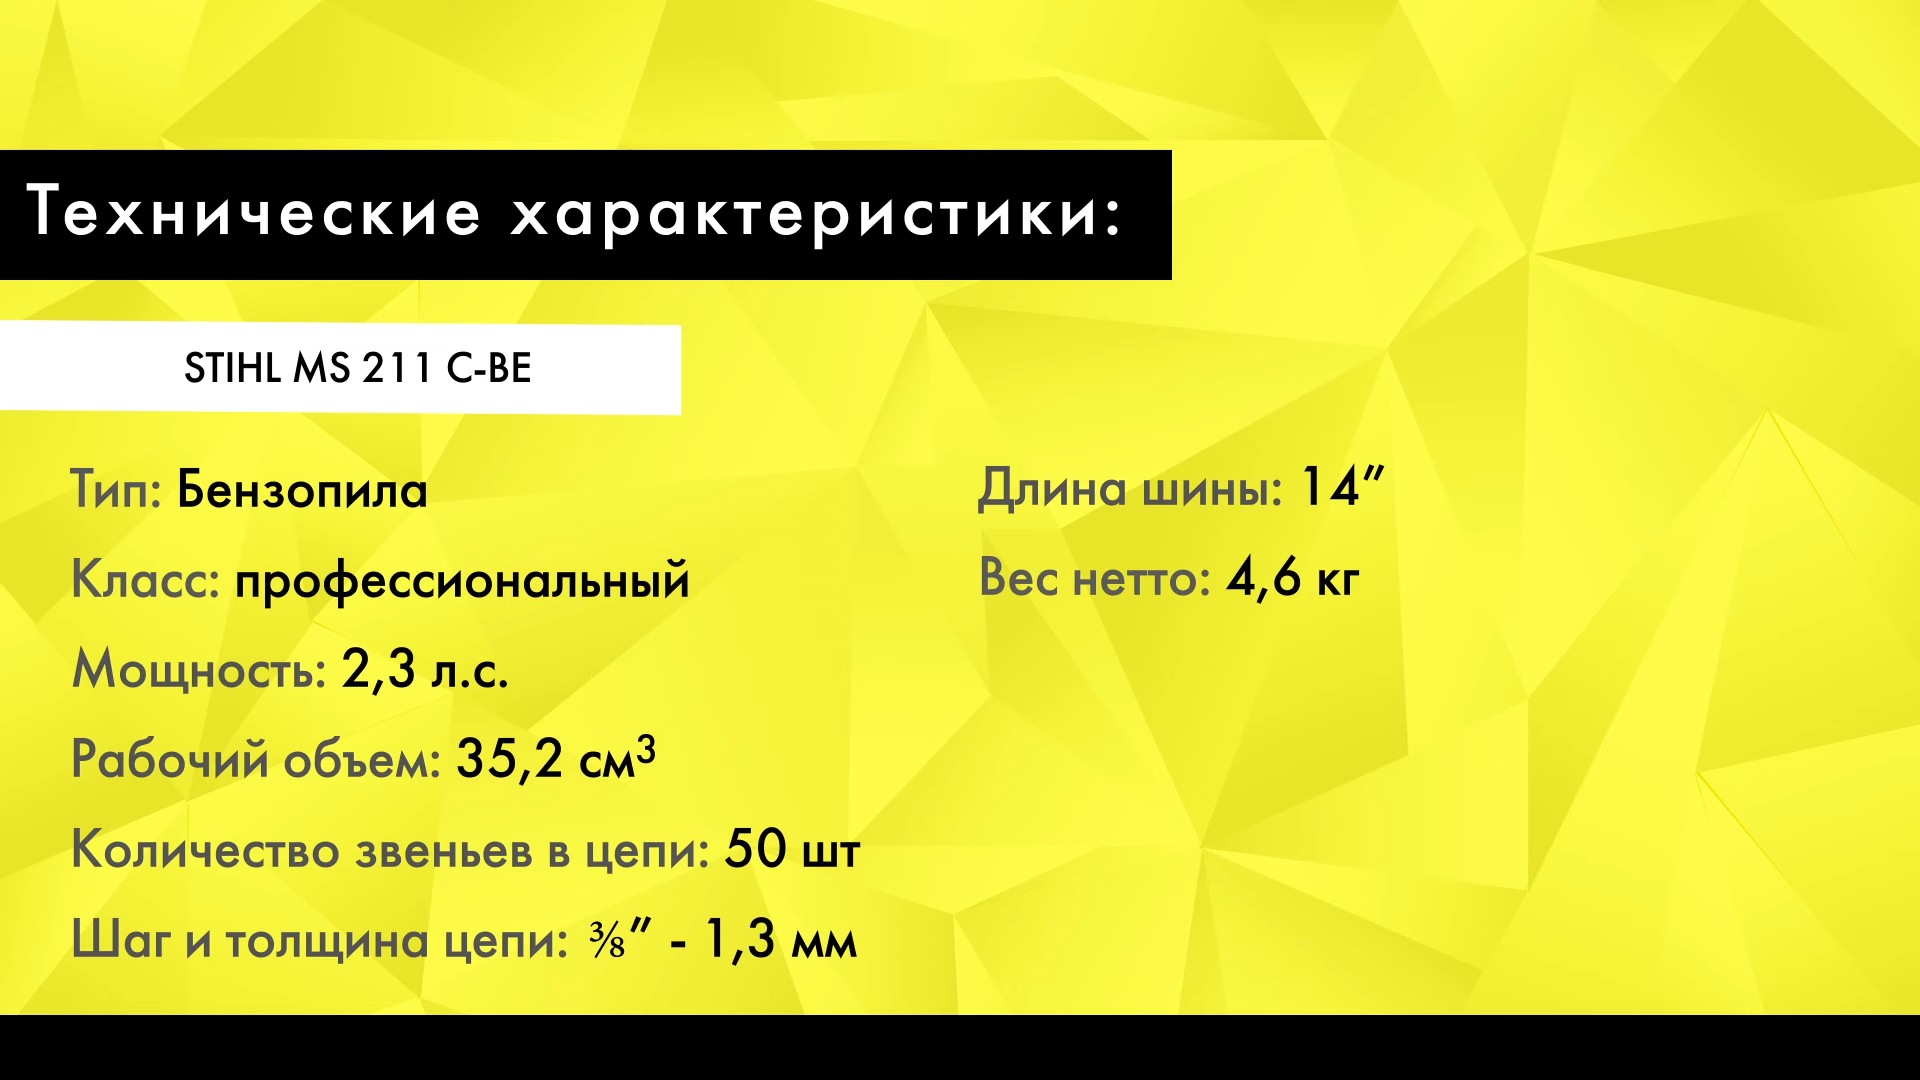 Технические характеристики:
STIHL MS 211 C-BE
Тип: Бензопила
Класс: профессиональный
Мощность: 2,3 л.с.
Рабочий объем: 35,2 см³
Количество звеньев в цепи: 50 шт
Шаг и толщина цепи: ⅜” - 1,3 мм
Длина шины: 14”
Вес нетто: 4,6 кг